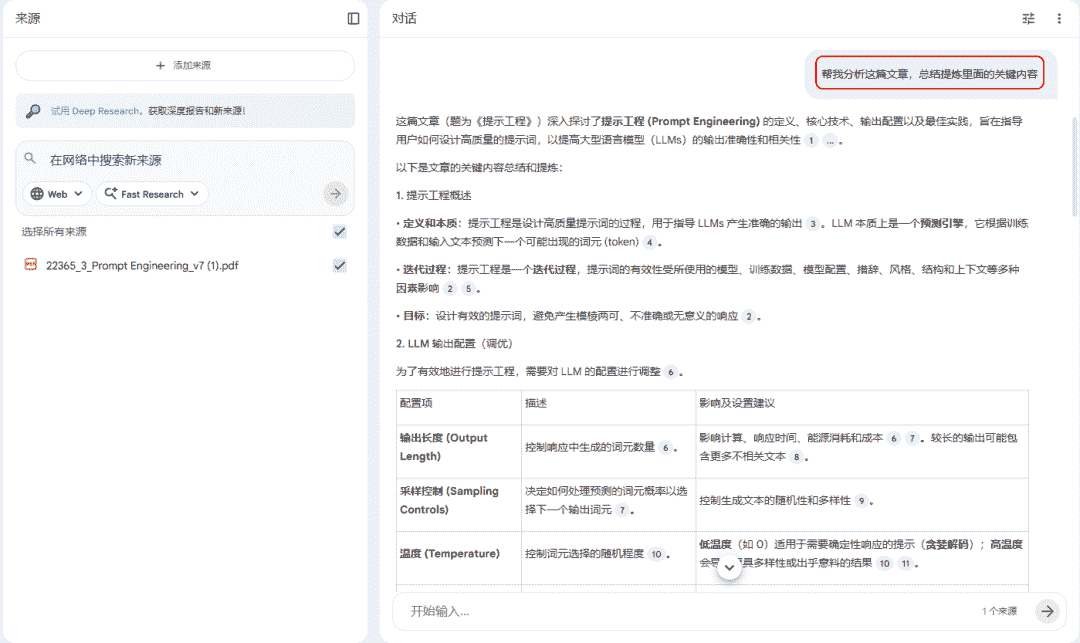 来源
添加来源
试用 Deep Research，获取深度报告和新来源！
在网络中搜索新来源
Web
Fast Research
选择所有来源
22365_3_Prompt Engineering_v7 (1).pdf
对话
帮我分析这篇文章，总结提炼里面的关键内容
这篇文章（题为《提示工程》）深入探讨了提示工程 (Prompt Engineering) 的定义、核心技术、输出配置以及最佳实践，旨在指导
用户如何设计高质量的提示词，以提高大型语言模型（LLMs）的输出准确性和相关性 1 ... 。
以下是文章的关键内容总结和提炼：
1. 提示工程概述
• 定义和本质：提示工程是设计高质量提示词的过程，用于指导 LLMs 产生准确的输出 3 。LLM 本质上是一个预测引擎，它根据训练
数据和输入文本预测下一个可能出现的词元 (token) 4 。
• 迭代过程：提示工程是一个迭代过程，提示词的有效性受所使用的模型、训练数据、模型配置、措辞、风格、结构和上下文等多种
因素影响 2 5 。
• 目标：设计有效的提示词，避免产生模棱两可、不准确或无意义的响应 2 。
2. LLM 输出配置（调优）
为了有效地进行提示工程，需要对 LLM 的配置进行调整 6 。
配置项
描述
影响及设置建议
输出长度 (Output
Length)
控制响应中生成的词元数量 6 。
影响计算、响应时间、能源消耗和成本 6 7 。较长的输出可能包
含更多不相关文本 8 。
采样控制 (Sampling
Controls)
决定如何处理预测的词元概率以选
择下一个输出词元 7 。
控制生成文本的随机性和多样性 9 。
温度 (Temperature)
控制词元选择的随机程度 10 。
低温度（如 0）适用于需要确定性响应的提示（贪婪解码）；高温度
会导 具多样性或出乎意料的结果 10 11 。
开始输入...
1 个来源